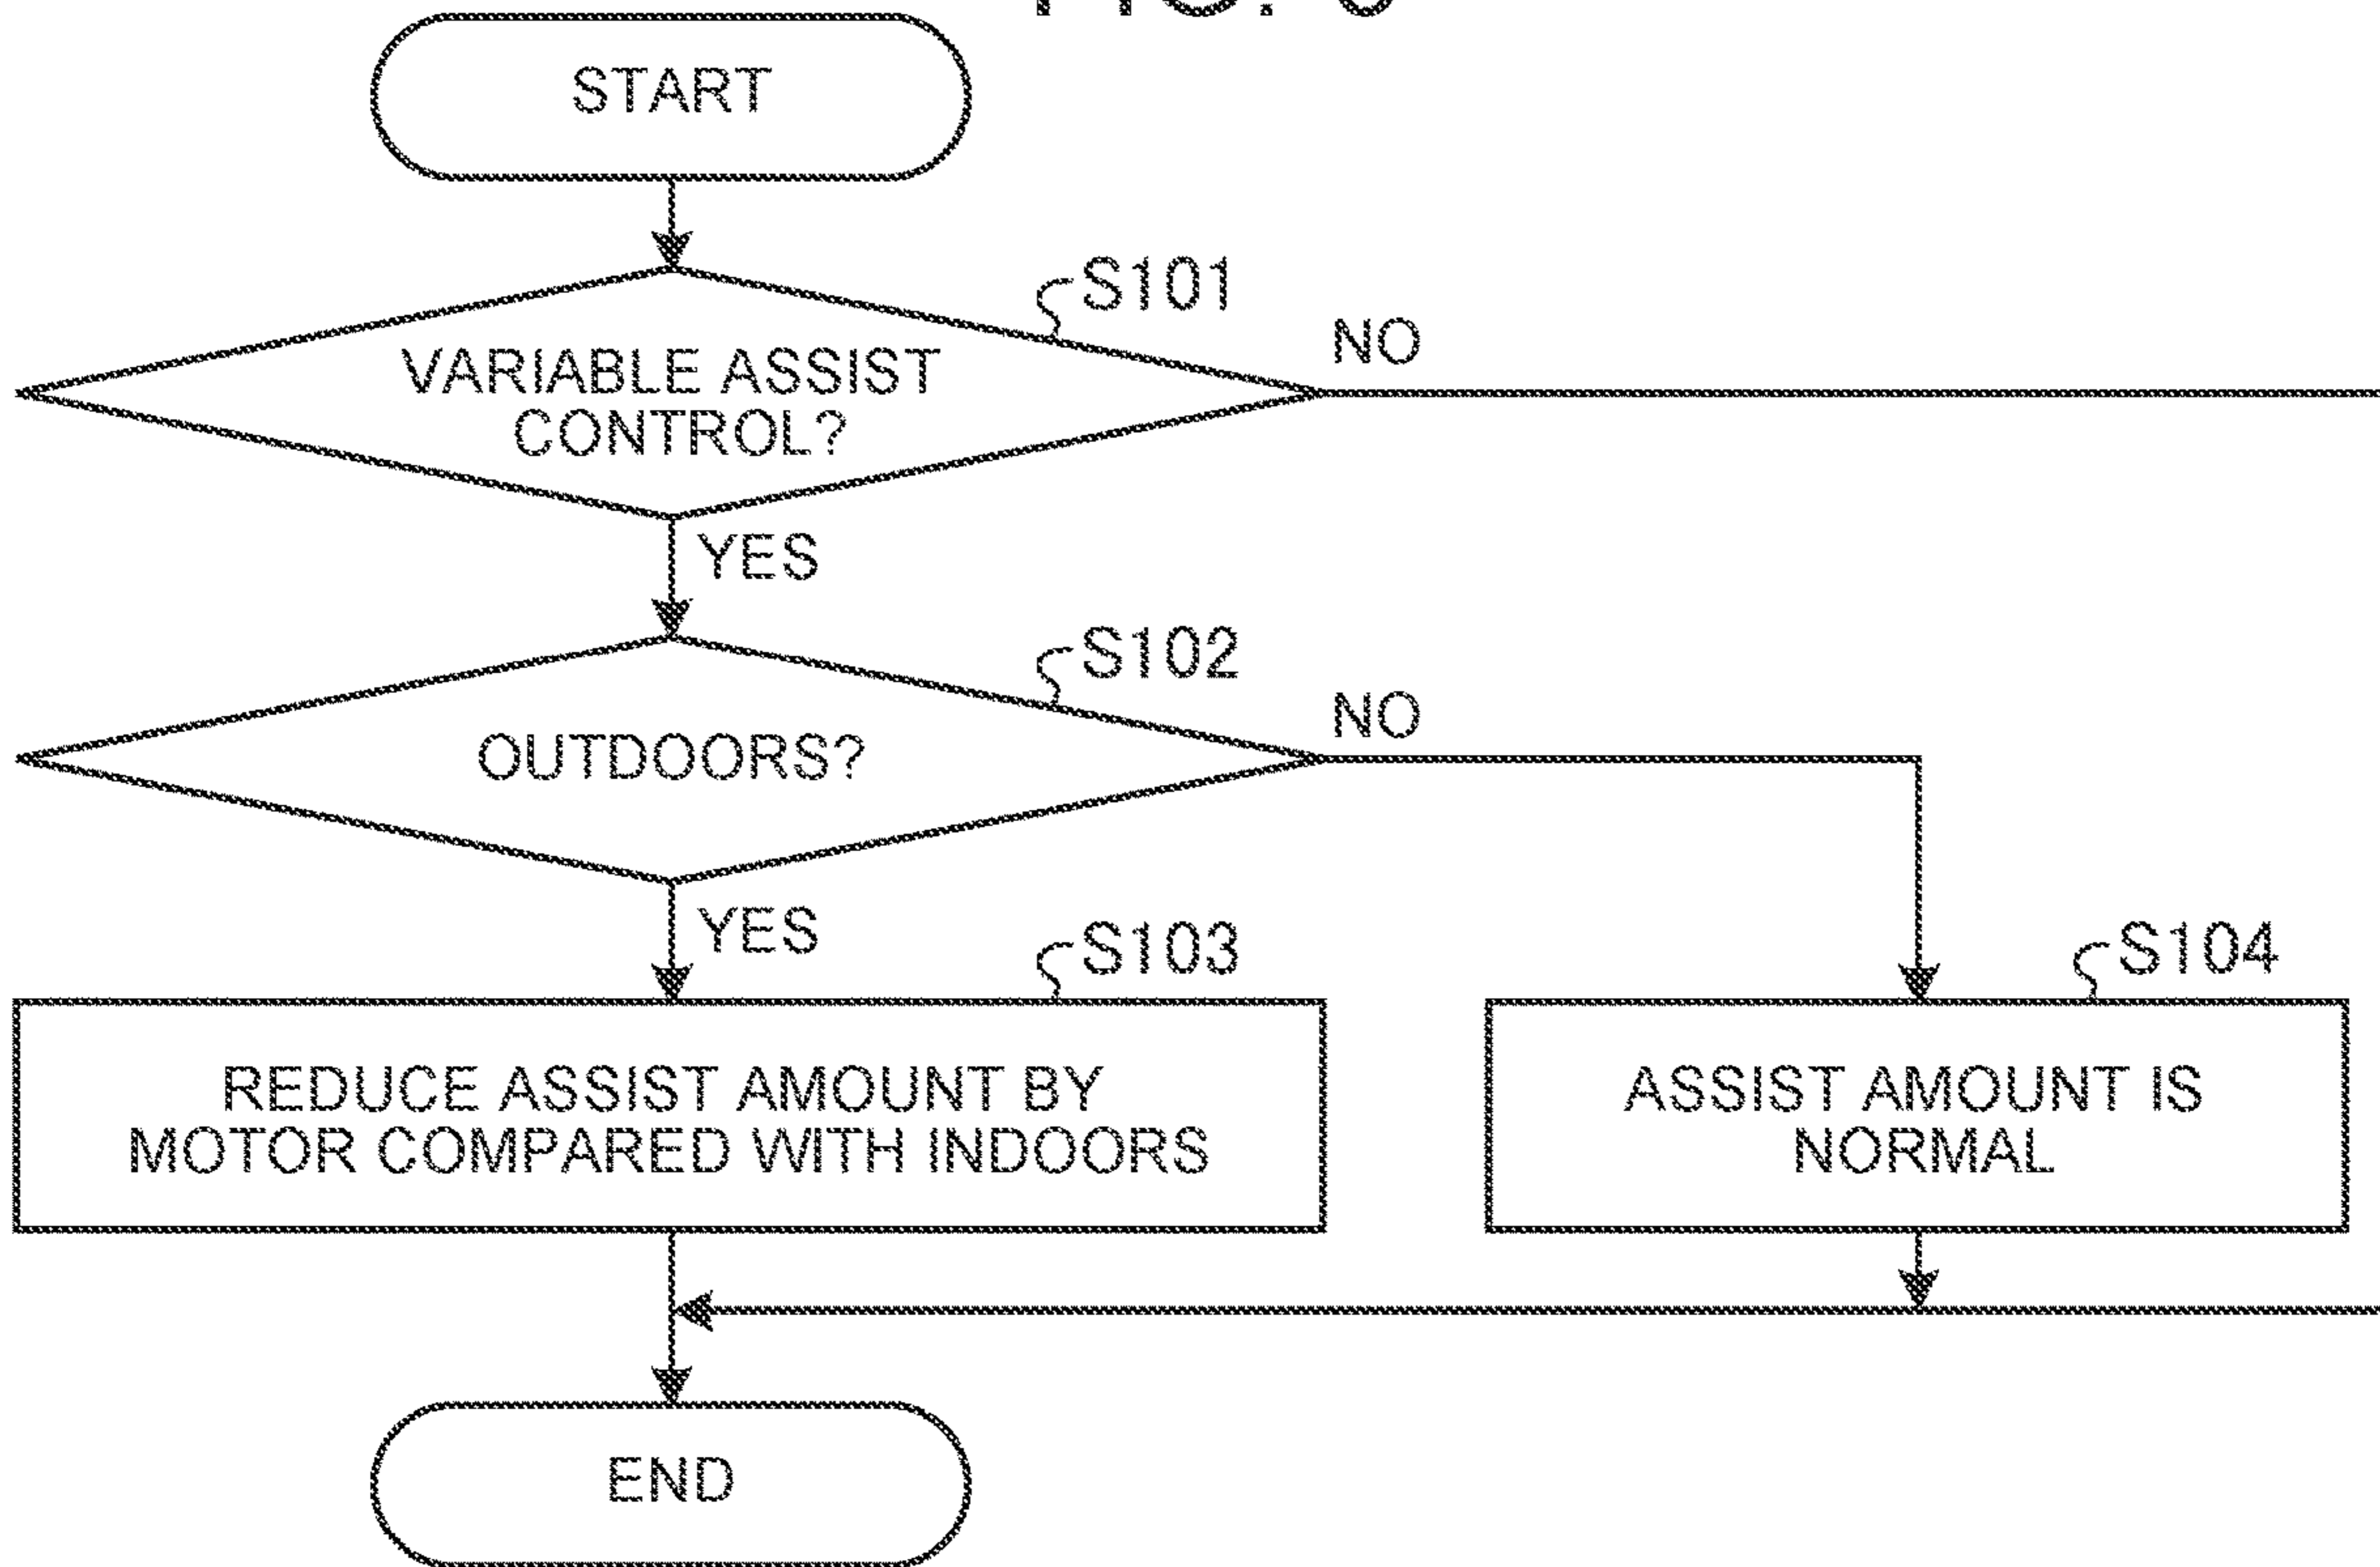 START
S101
NO
VARIABLE ASSIST
CONTROL?
YES
S102
NO
OUTDOORS?
YES
S103
S104
REDUCE ASSIST AMOUNT BY
MOTOR COMPARED WITH INDOORS
ASSIST AMOUNT IS
NORMAL
END